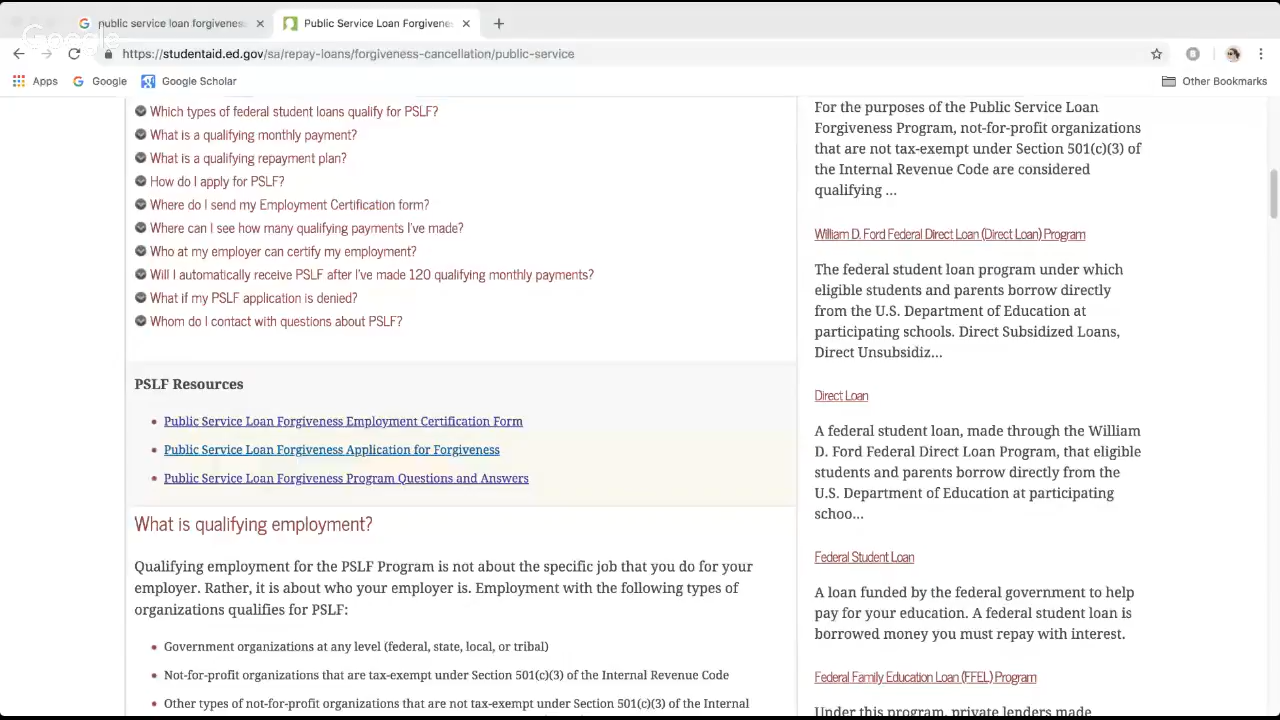 public service loan forgiveness
Public Service Loan Forgivenes
Google
https://studentaid.ed.gov/sa/repay-loans/forgiveness-cancellation/public-service
Apps
Google
Google Scholar
Other Bookmarks
Which types of federal student loans qualify for PSLF?
What is a qualifying monthly payment?
What is a qualifying repayment plan?
How do I apply for PSLF?
Where do I send my Employment Certification form?
Where can I see how many qualifying payments I've made?
Who at my employer can certify my employment?
Will I automatically receive PSLF after I've made 120 qualifying monthly payments?
What if my PSLF application is denied?
Whom do I contact with questions about PSLF?
PSLF Resources
Public Service Loan Forgiveness Employment Certification Form
Public Service Loan Forgiveness Application for Forgiveness
Public Service Loan Forgiveness Program Questions and Answers
What is qualifying employment?
Qualifying employment for the PSLF Program is not about the specific job that you do for your
employer. Rather, it is about who your employer is. Employment with the following types of
organizations qualifies for PSLF:
Government organizations at any level (federal, state, local, or tribal)
Not-for-profit organizations that are tax-exempt under Section 501(c)(3) of the Internal Revenue Code
Other types of not-for-profit organizations that are not tax-exempt under Section 501(c)(3) of the Internal
For the purposes of the Public Service Loan
Forgiveness Program, not-for-profit organizations
that are not tax-exempt under Section 501(c)(3) of
the Internal Revenue Code are considered
qualifying ...
William D. Ford Federal Direct Loan (Direct Loan) Program
The federal student loan program under which
eligible students and parents borrow directly
from the U.S. Department of Education at
participating schools. Direct Subsidized Loans,
Direct Unsubsidiz...
Direct Loan
A federal student loan, made through the William
D. Ford Federal Direct Loan Program, that eligible
students and parents borrow directly from the
U.S. Department of Education at participating
schoo...
Federal Student Loan
A loan funded by the federal government to help
pay for your education. A federal student loan is
borrowed money you must repay with interest.
Federal Family Education Loan (FFEL) Program
Under this program, private lenders made